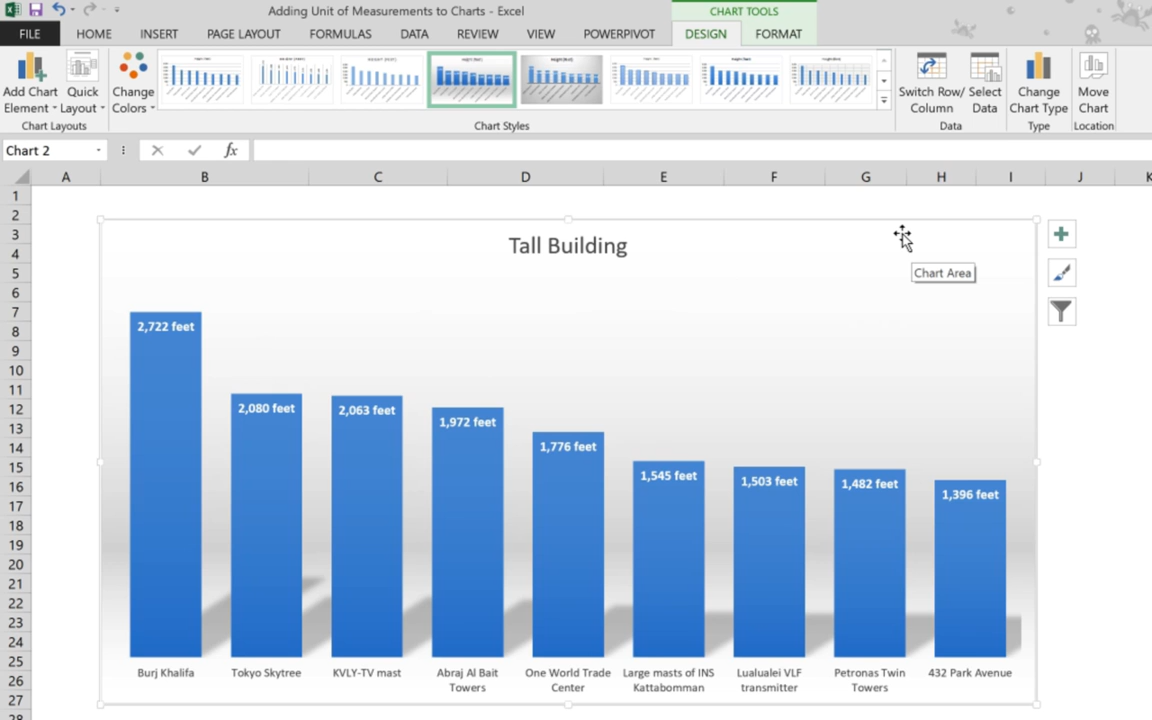 Adding Unit of Measurements to Charts - Excel
CHART TOOLS
FILE HOME INSERT PAGE LAYOUT FORMULAS DATA REVIEW VIEW POWERPIVOT DESIGN FORMAT
Add Chart Element
Quick Layout
Change Colors
Switch Row/ Column
Select Data
Change Chart Type
Move Chart
Chart Layouts
Chart Styles
Data
Type
Location
Chart 2
fx
A B C D E F G H I J K
1
2
3
4
5
6
7
8
9
10
11
12
13
14
15
16
17
18
19
20
21
22
23
24
25
26
27
28
Tall Building
Chart Area
2,722 feet
2,080 feet
2,063 feet
1,972 feet
1,776 feet
1,545 feet
1,503 feet
1,482 feet
1,396 feet
Burj Khalifa
Tokyo Skytree
KVLY-TV mast
Abraj Al Bait
Towers
One World Trade
Center
Large masts of INS
Kattabomman
Lualualei VLF
transmitter
Petronas Twin
Towers
432 Park Avenue